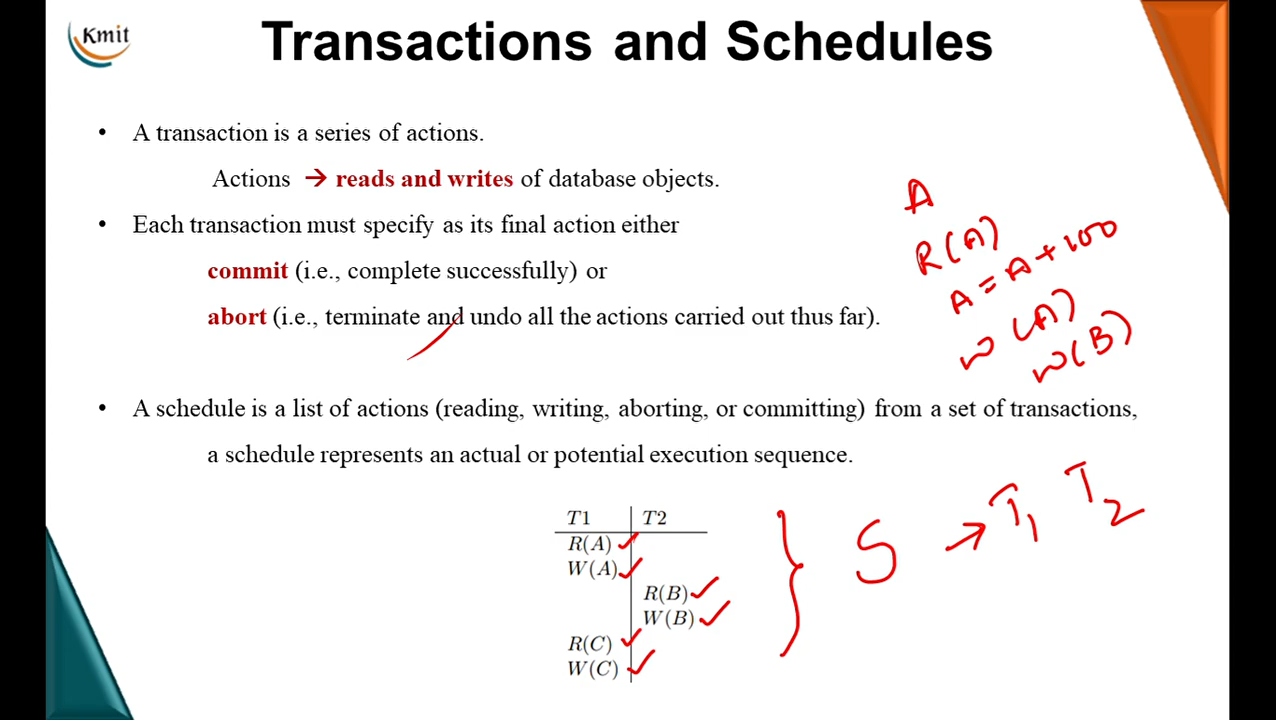 Kmit
Transactions and Schedules
• A transaction is a series of actions.
Actions → reads and writes of database objects.
• Each transaction must specify as its final action either
commit (i.e., complete successfully) or
abort (i.e., terminate and undo all the actions carried out thus far).
A
R(A)
A = A + 100
W(A)
W(B)
• A schedule is a list of actions (reading, writing, aborting, or committing) from a set of transactions,
a schedule represents an actual or potential execution sequence.
T1 T2
R(A)
W(A)
R(B)
W(B)
R(C)
W(C)
S → T1 T2